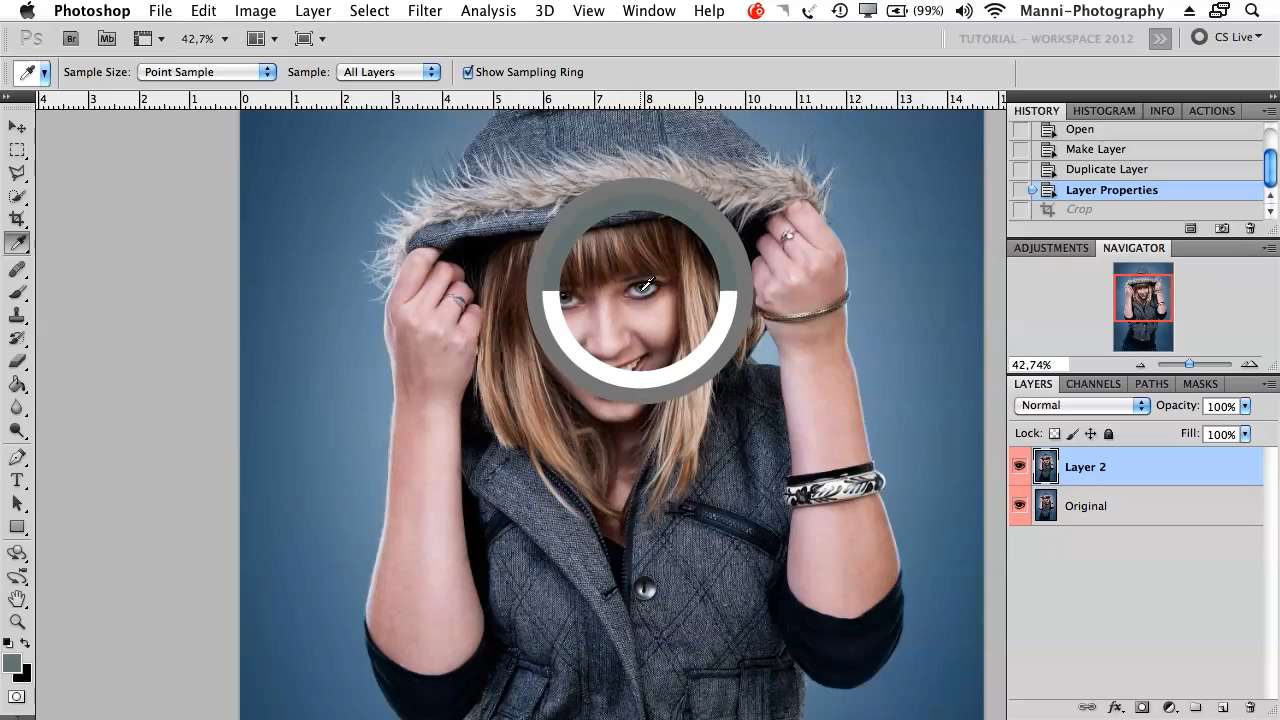 Photoshop File Edit Image Layer Select Filter Analysis 3D View Window Help (99%) Manni-Photography
Ps Br Mb 42,7% TUTORIAL - WORKSPACE 2012 CS Live
Sample Size: Point Sample Sample: All Layers Show Sampling Ring
4 3 2 1 0 1 2 3 4 5 6 7 8 9 10 11 12 13 14 1
HISTORY HISTOGRAM INFO ACTIONS
Open
Make Layer
Duplicate Layer
Layer Properties
Crop
ADJUSTMENTS NAVIGATOR
42,74%
LAYERS CHANNELS PATHS MASKS
Normal Opacity: 100%
Lock: Fill: 100%
Layer 2
Original
T
fx